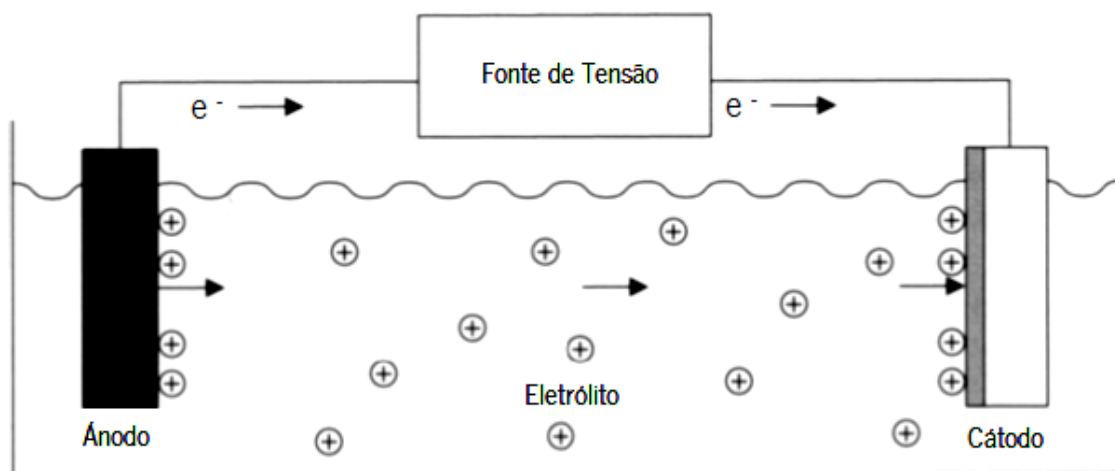 Fonte de Tensão
e -
e -
Eletrólito
Ánodo
Cátodo